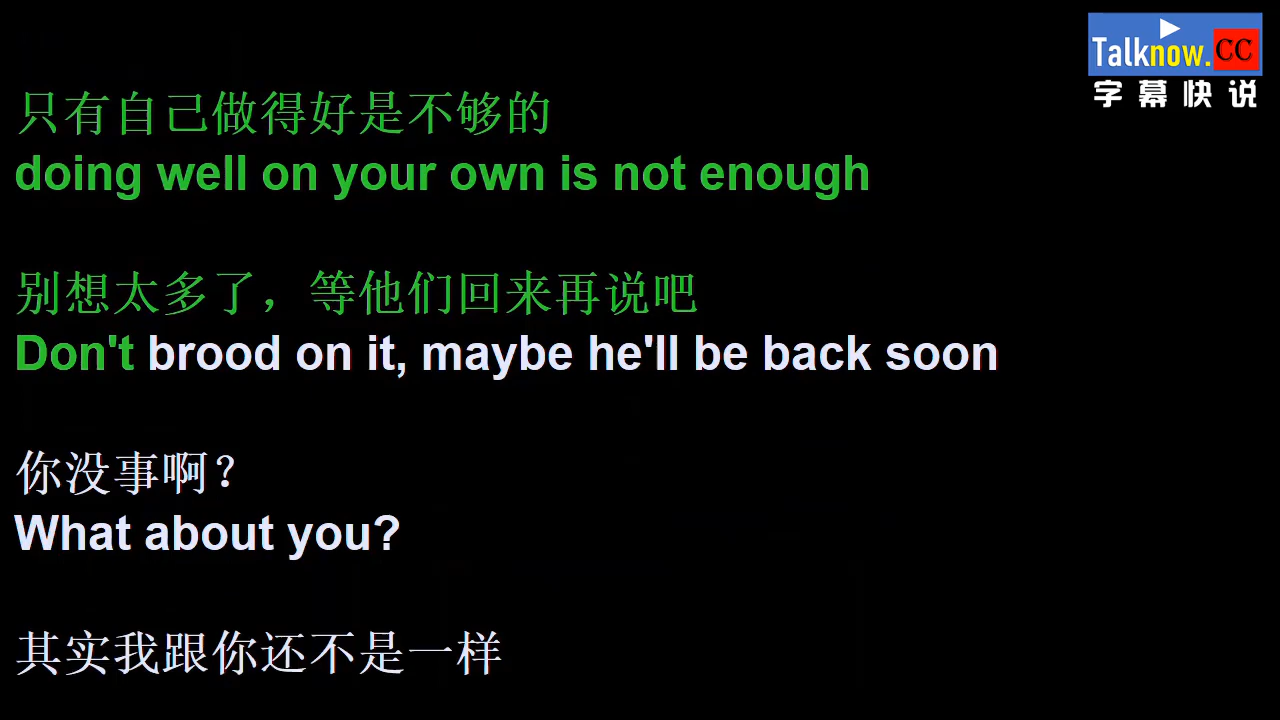 Talknow.CC
字幕快说
只有自己做得好是不够的
doing well on your own is not enough
别想太多了，等他们回来再说吧
Don't brood on it, maybe he'll be back soon
你没事啊？
What about you?
其实我跟你还不是一样